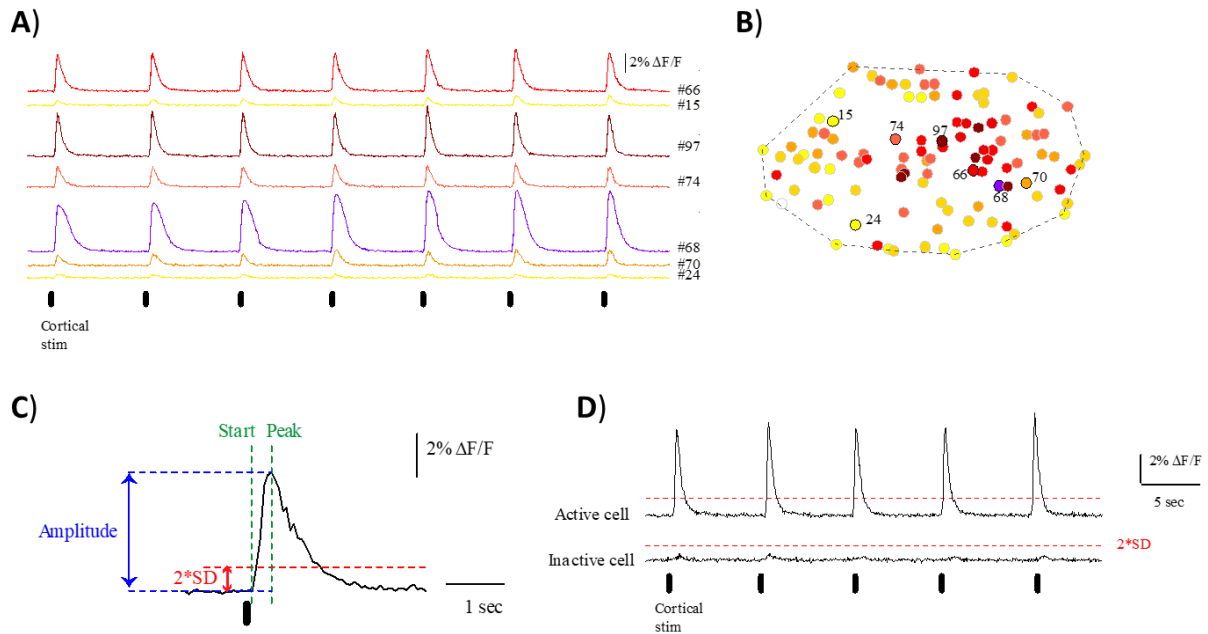 A)
2% ΔF/F
#66
#15
#97
#74
#68
#70
#24
Cortical
stim
B)
15
74
97
66
70
68
24
C)
Start Peak
2% ΔF/F
Amplitude
2*SD
1 sec
D)
2% ΔF/F
5 sec
Active cell
2*SD
Inactive cell
Cortical
stim